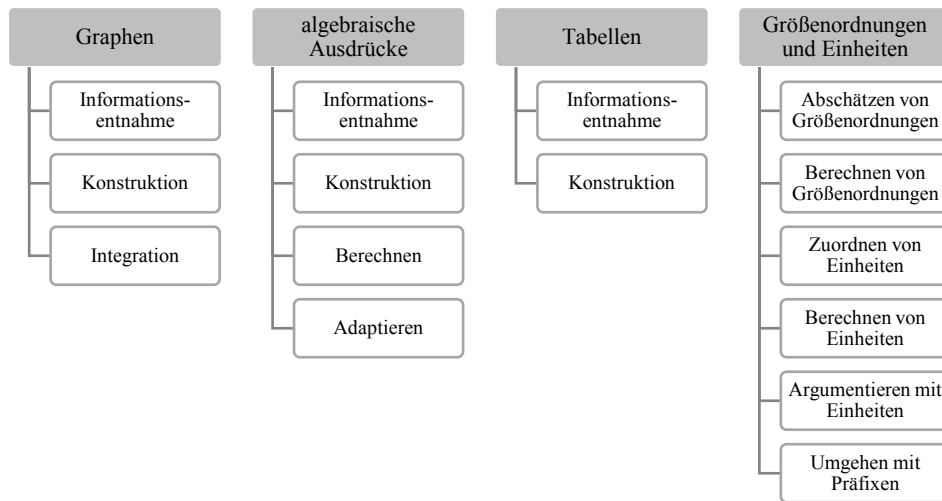 Graphen
Informations-
entnahme
Konstruktion
Integration
algebraische
Ausdrücke
Informations-
entnahme
Konstruktion
Berechnen
Adaptieren
Tabellen
Informations-
entnahme
Konstruktion
Größenordnungen
und Einheiten
Abschätzen von
Größenordnungen
Berechnen von
Größenordnungen
Zuordnen von
Einheiten
Berechnen von
Einheiten
Argumentieren mit
Einheiten
Umgehen mit
Präfixen